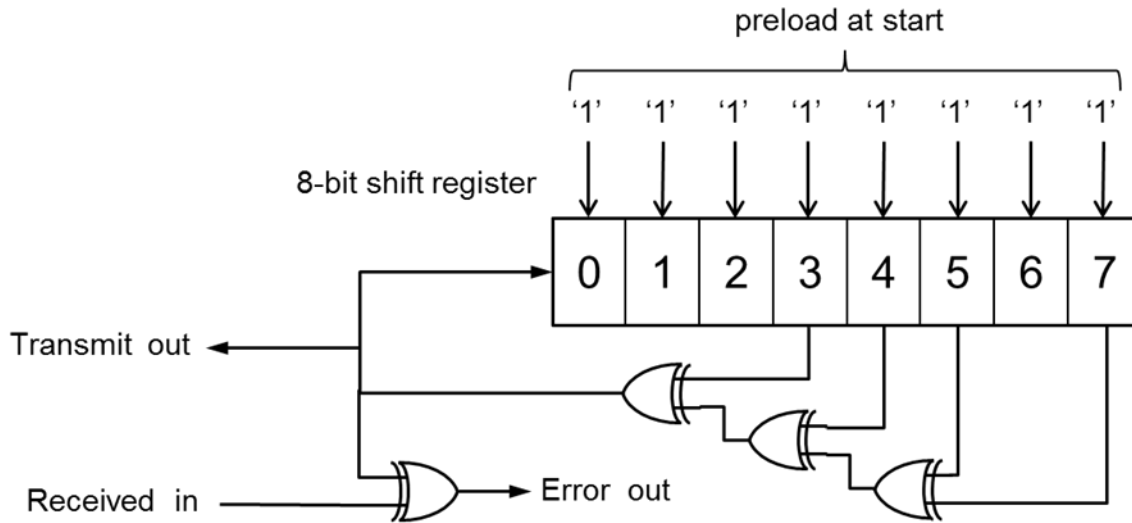 preload at start
‘1’ ‘1’ ‘1’ ‘1’ ‘1’ ‘1’ ‘1’ ‘1’
8-bit shift register
0 1 2 3 4 5 6 7
Transmit out
Received in
Error out